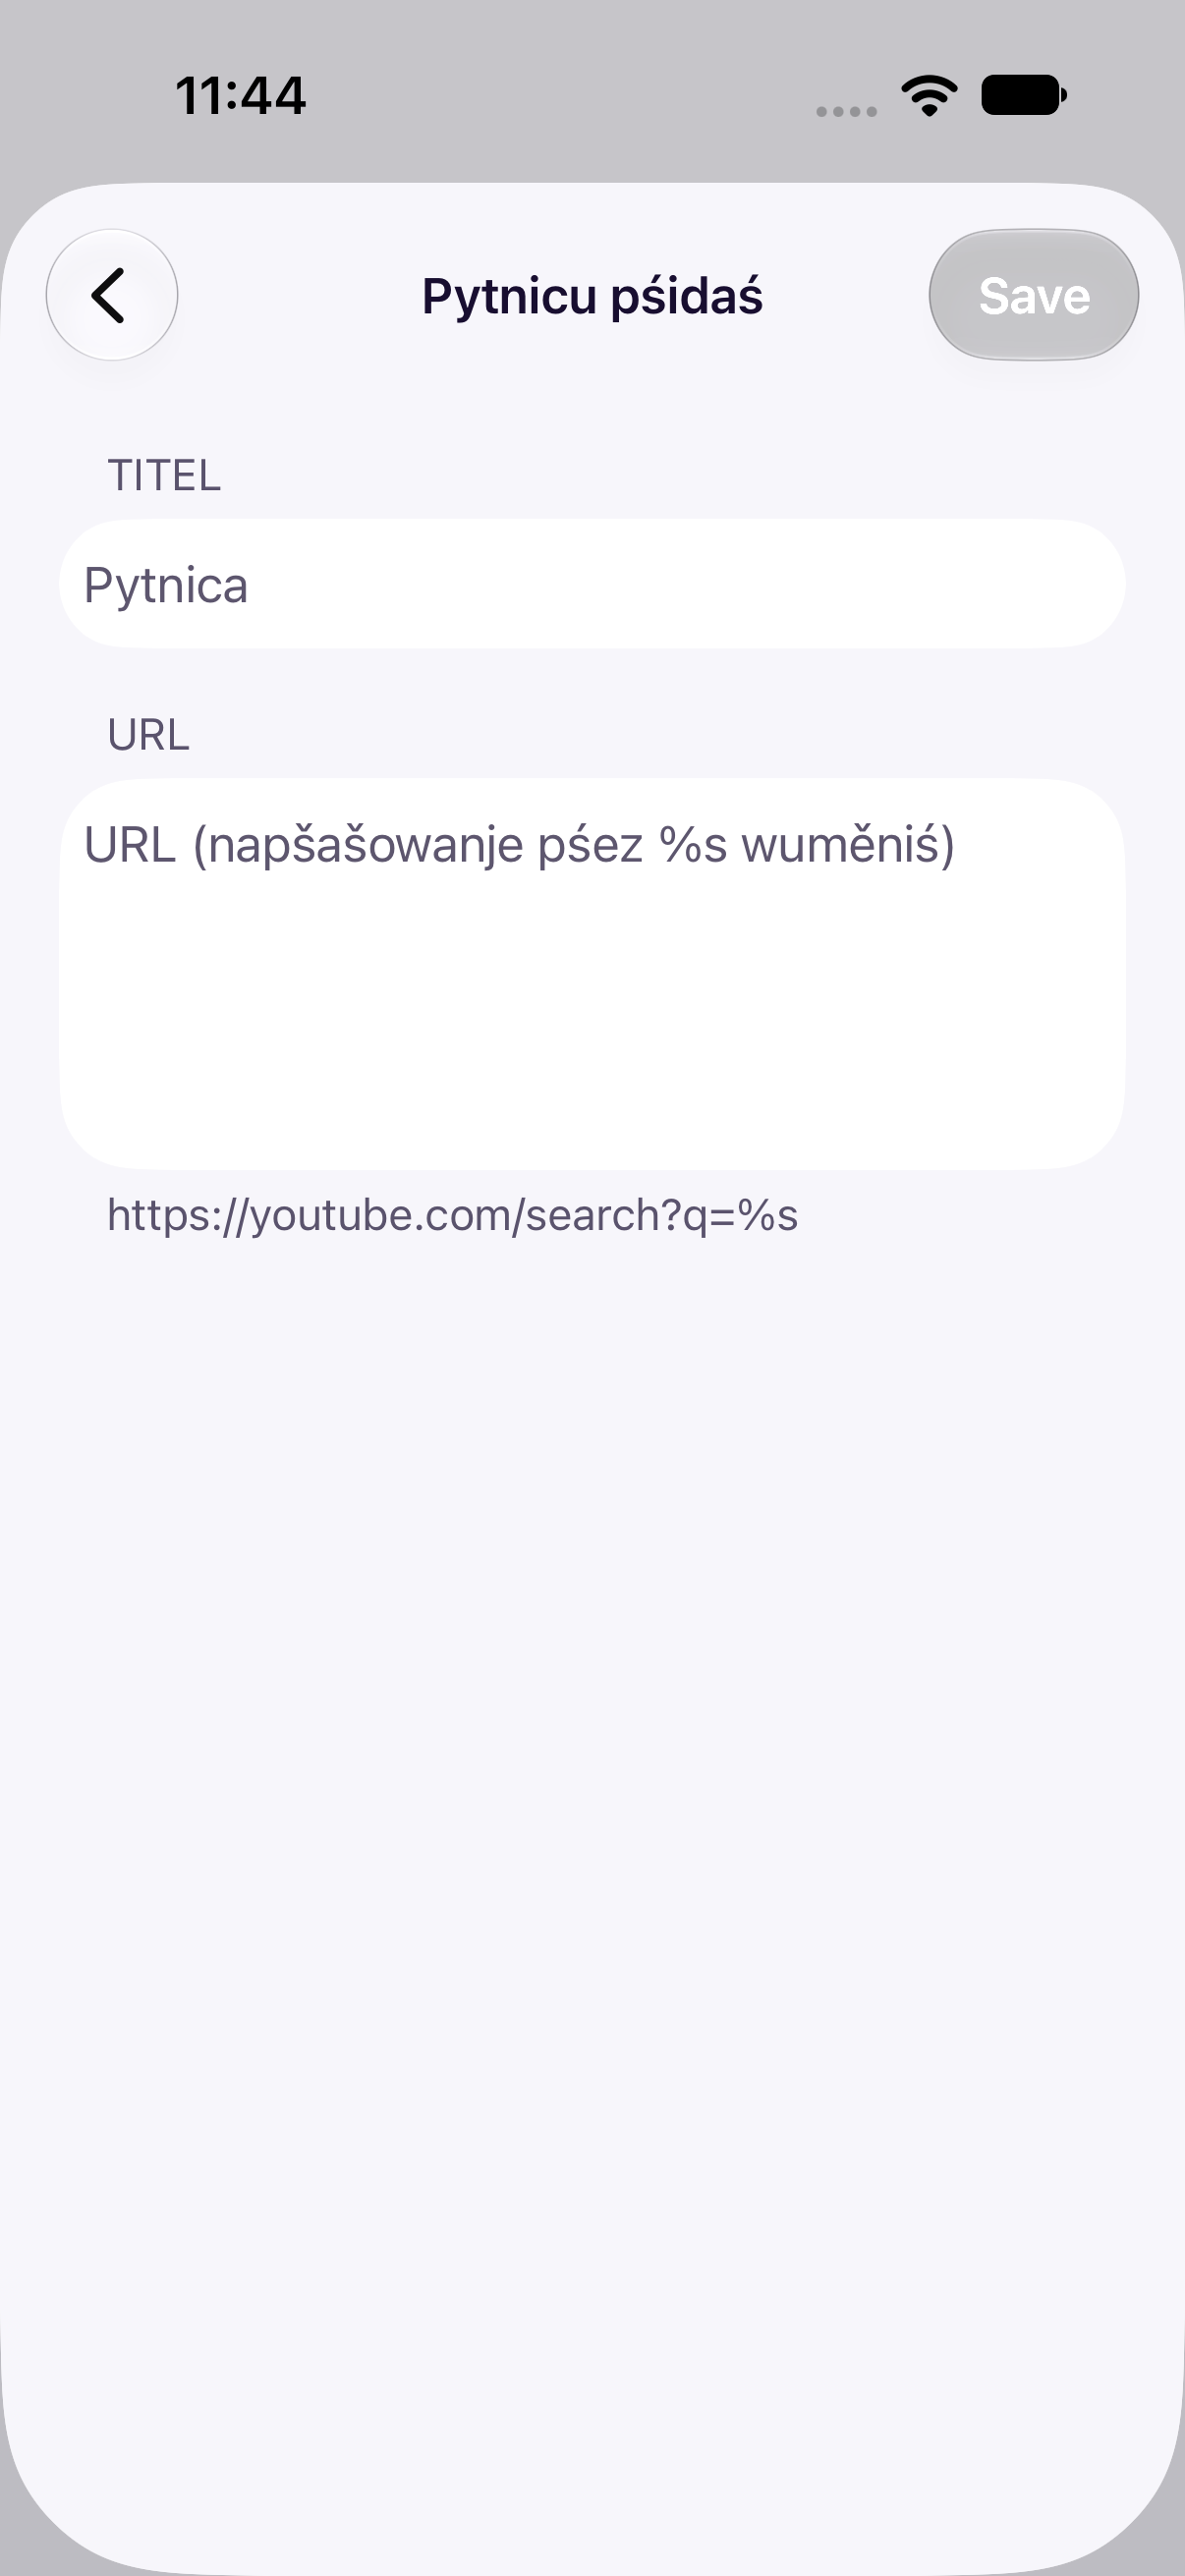 11:44
Pytnicu pśidaś
Save
TITEL
Pytnica
URL
URL (napšašowanje pśez %s wuměniś)
https://youtube.com/search?q=%s